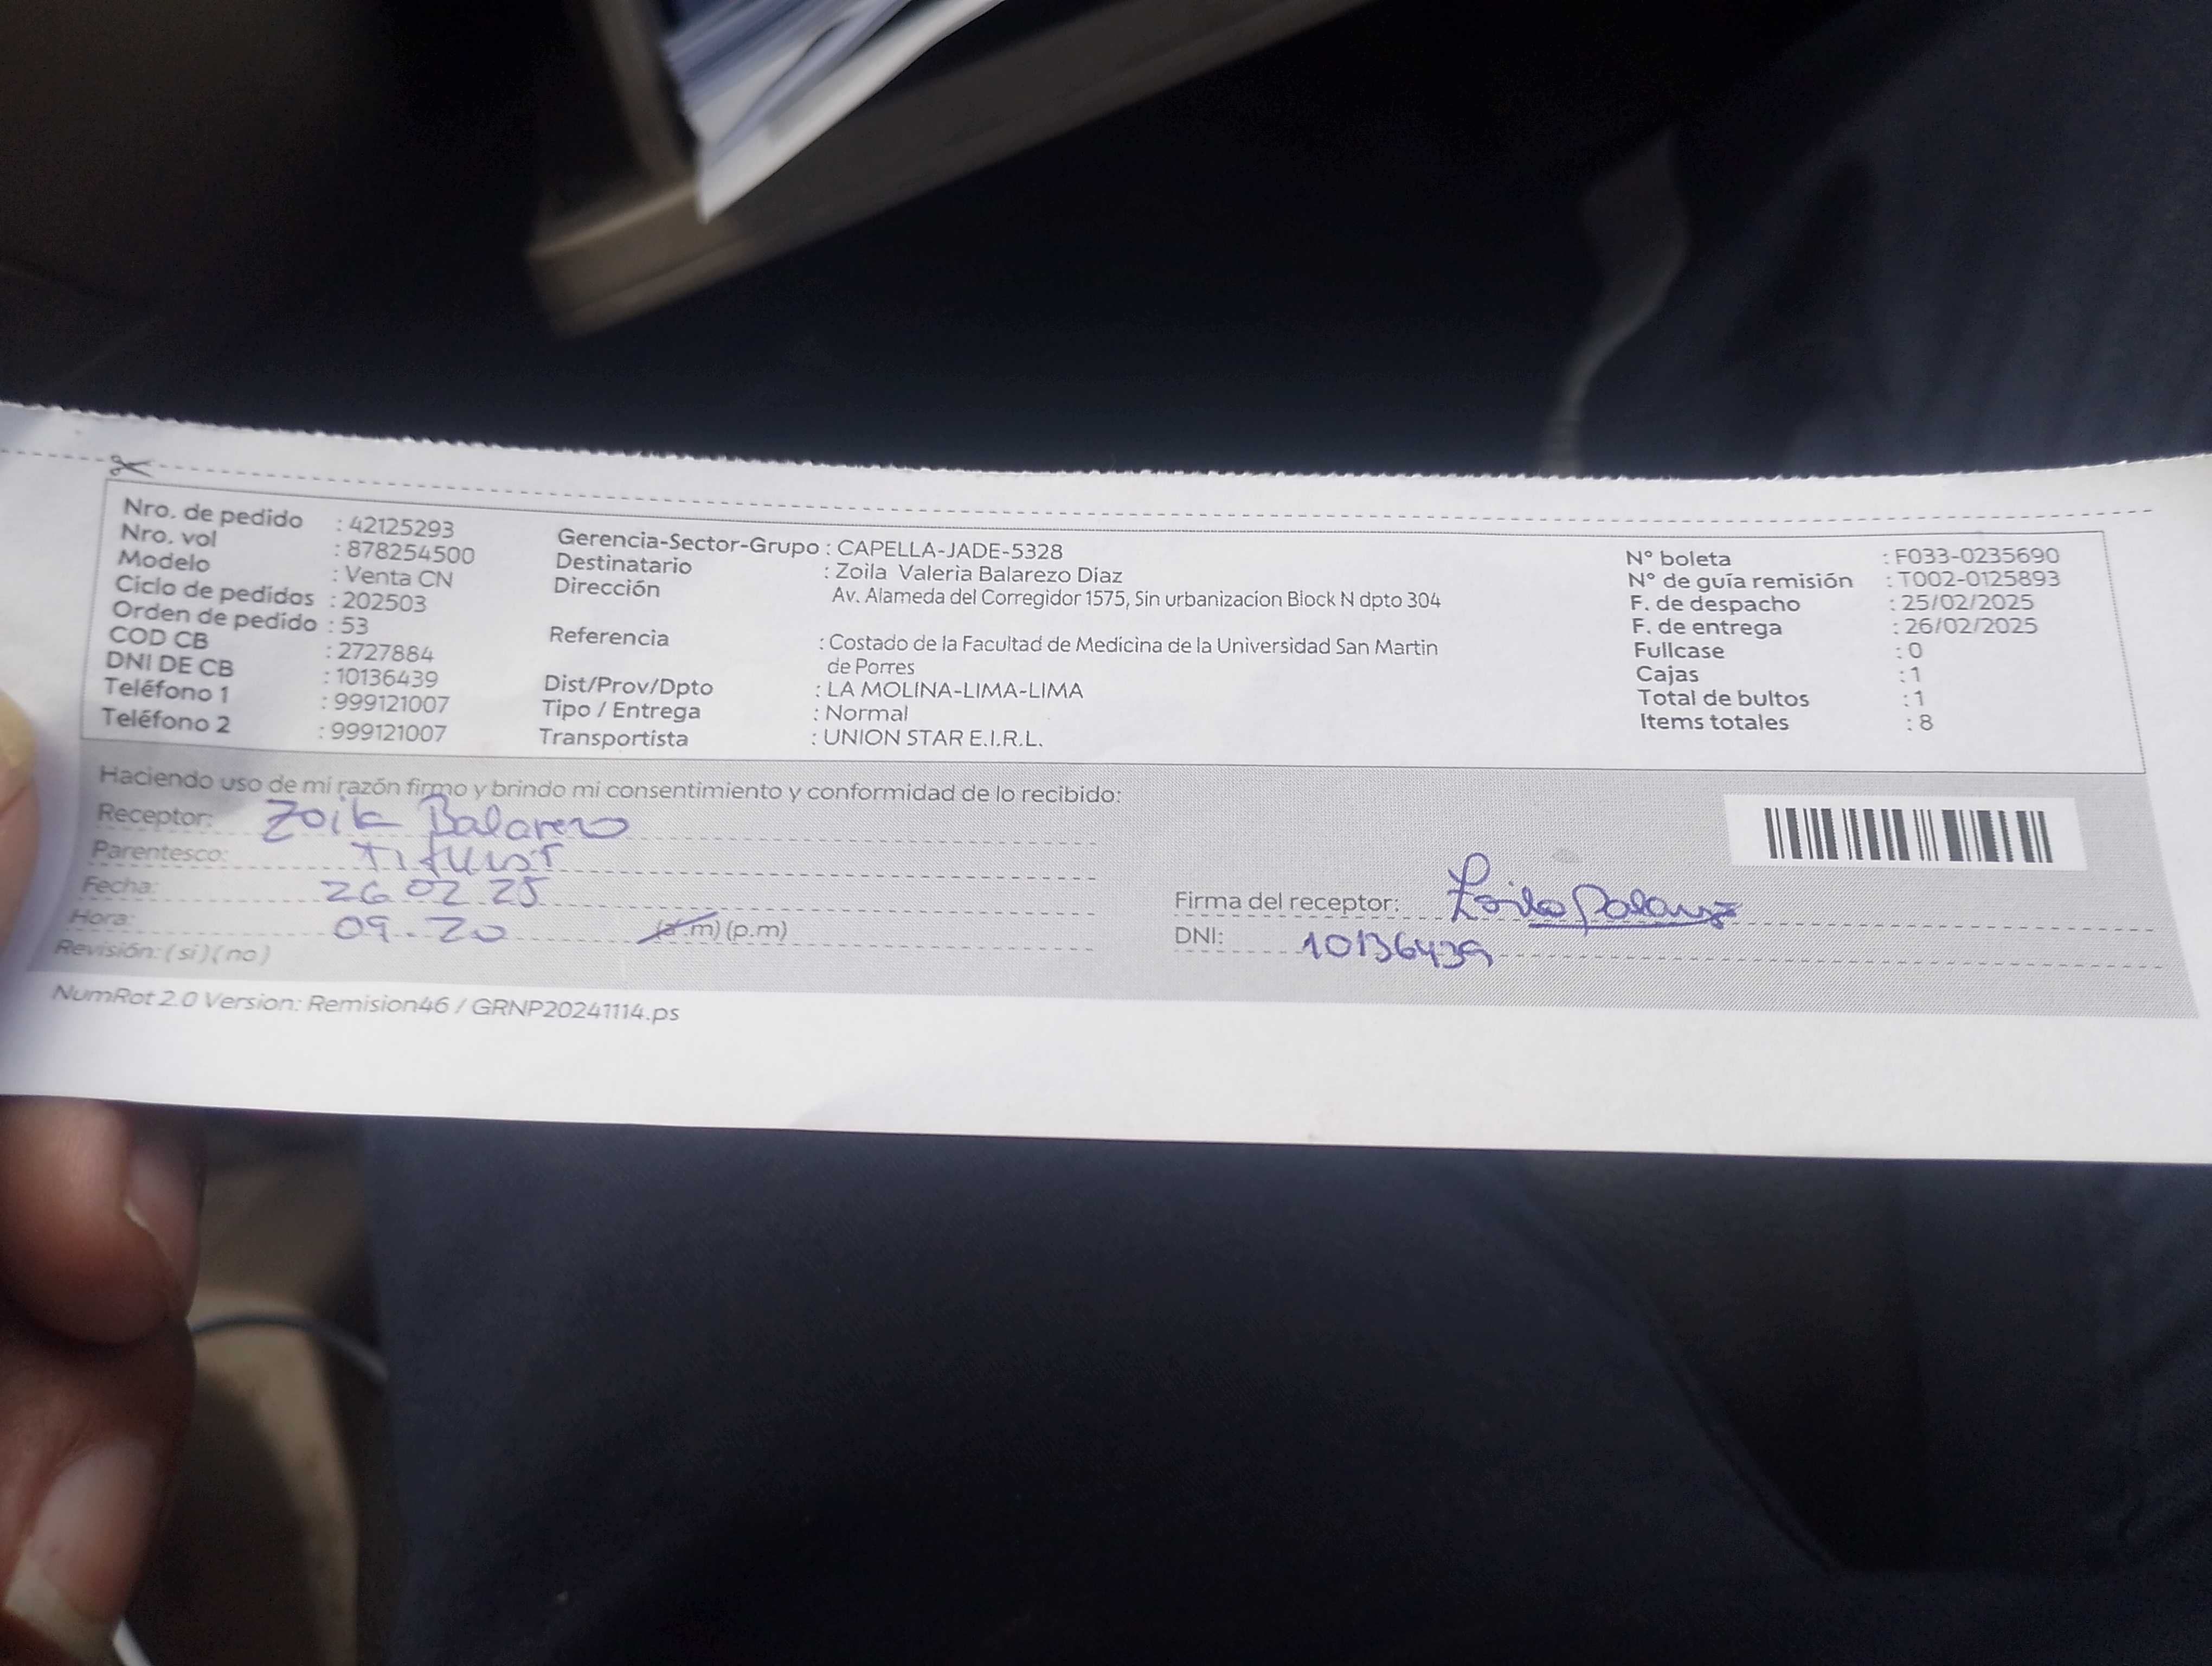 Nro. de pedido : 42125293
Nro. vol : 878254500
Modelo : Venta CN
Ciclo de pedidos : 202503
Orden de pedido : 53
COD CB : 2727884
DNI DE CB : 10136439
Teléfono 1 : 999121007
Teléfono 2 : 999121007
Gerencia-Sector-Grupo : CAPELLA-JADE-5328
Destinatario : Zoila Valeria Balarezo Diaz
Dirección Av. Alameda del Corregidor 1575, Sin urbanizacion Block N dpto 304
Referencia : Costado de la Facultad de Medicina de la Universidad San Martin
de Porres
Dist/Prov/Dpto : LA MOLINA-LIMA-LIMA
Tipo / Entrega : Normal
Transportista : UNION STAR E.I.R.L.
N° boleta : F033-0235690
N° de guía remisión : T002-0125893
F. de despacho : 25/02/2025
F. de entrega : 26/02/2025
Fullcase : 0
Cajas : 1
Total de bultos : 1
Items totales : 8
Haciendo uso de mi razón firmo y brindo mi consentimiento y conformidad de lo recibido:
Receptor: Zoila Balarezo
Parentesco:
Fecha: 26 02 25
Hora: 09.20 (a.m) (p.m)
Revisión: ( si ) ( no )
Firma del receptor: Zoila Balarezo
DNI: 10136439
NumRot 2.0 Version: Remision46 / GRNP20241114.ps